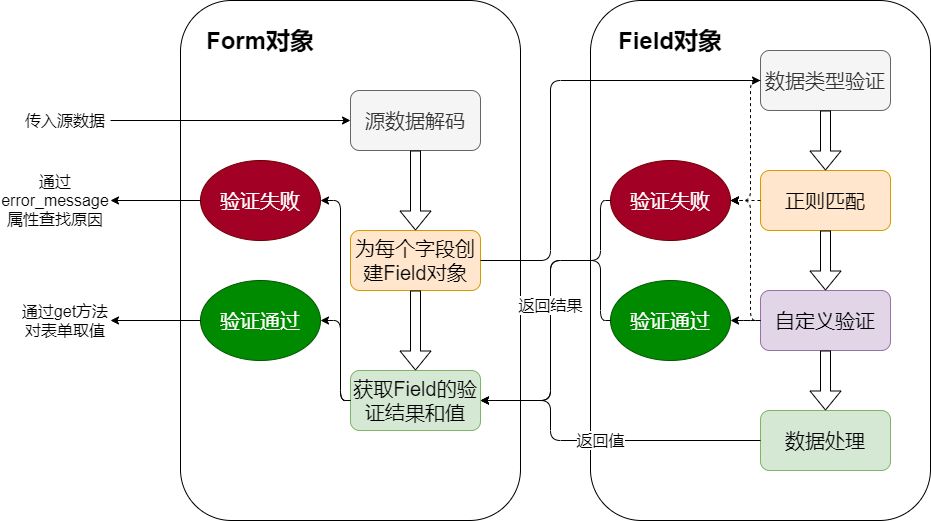 Form对象
Field对象
数据类型验证
传入源数据
源数据解码
通过
error_message
属性查找原因
验证失败
验证失败
正则匹配
为每个字段创
建Field对象
通过get方法
对表单取值
验证通过
返回结果
验证通过
自定义验证
获取Field的验
证结果和值
返回值
数据处理